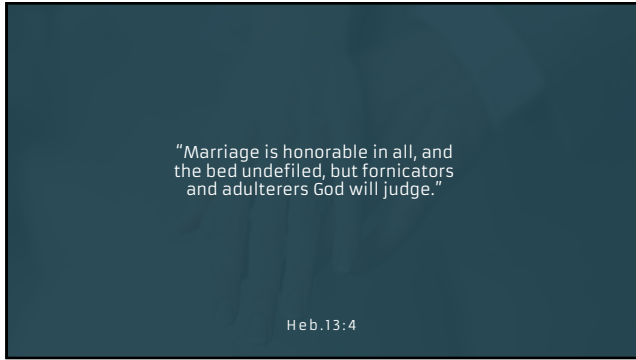 “Marriage is honorable in all, and
the bed undefiled, but fornicators
and adulterers God will judge.”
Heb.13:4